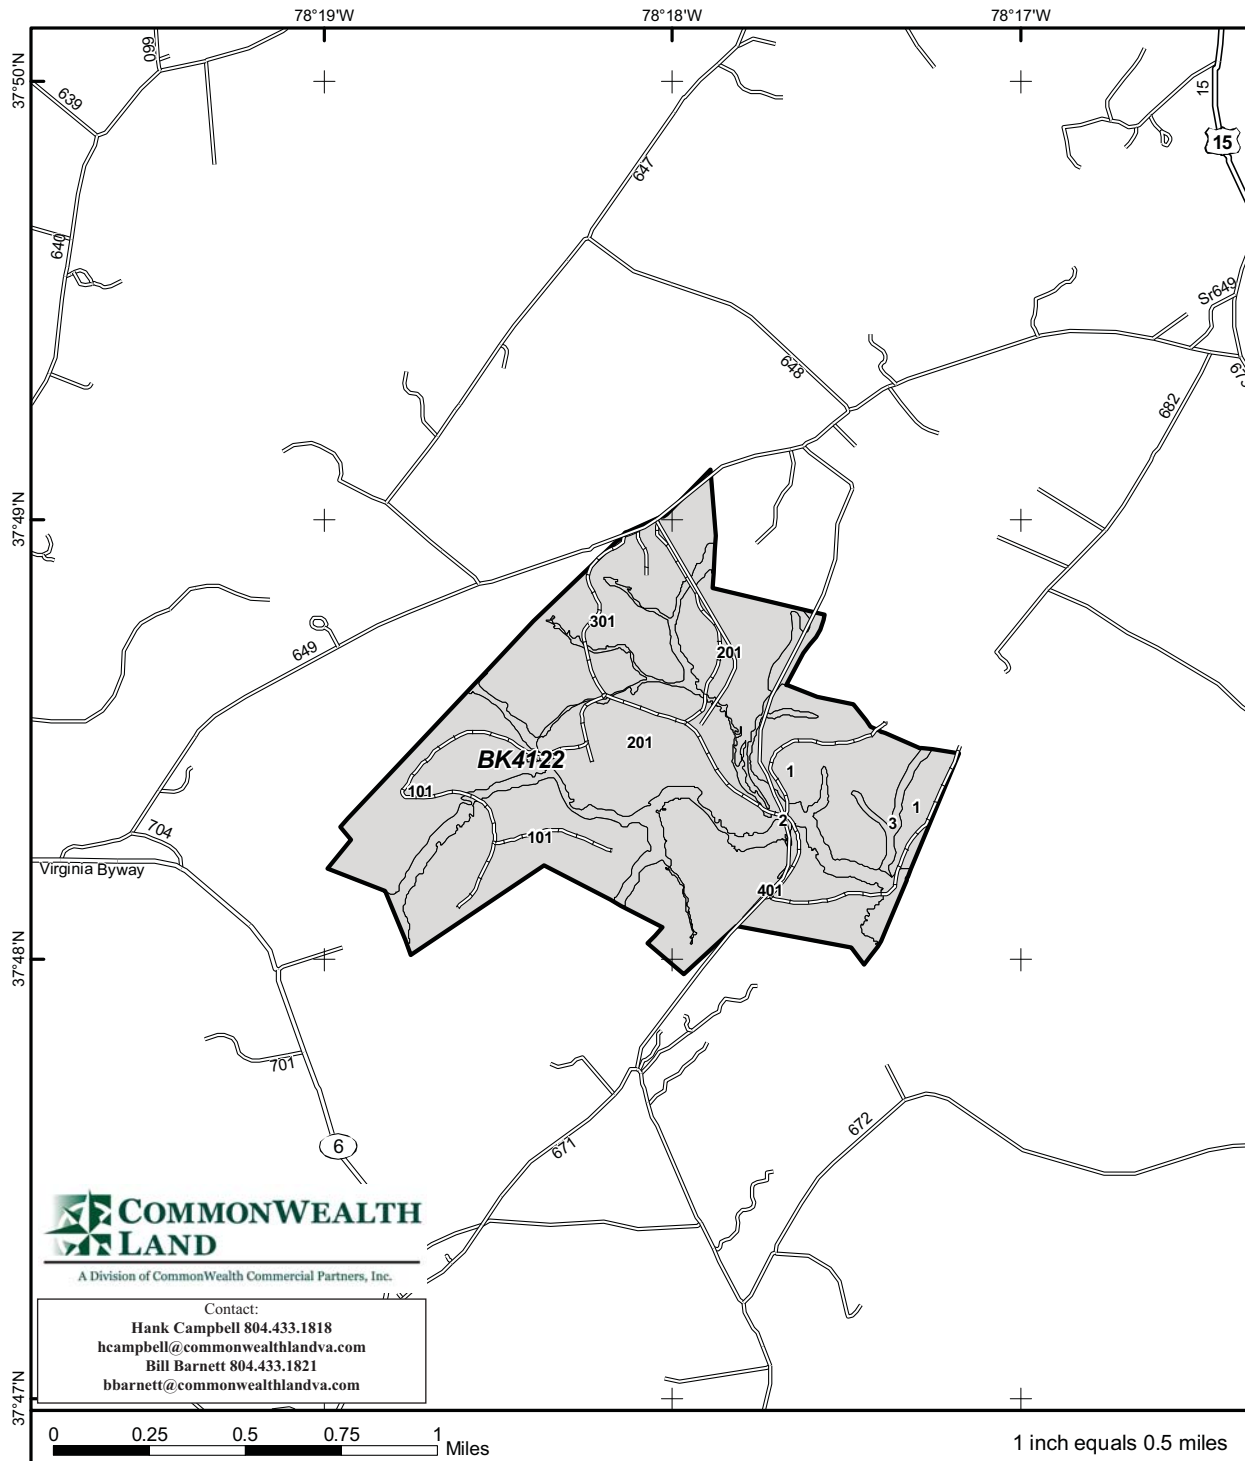 78°19'W
78°18'W
78°17'W
37°50'N
660
639
15
15
647
640
Sr649
648
682
37°49'N
301
649
201
201
BK4122
1
101
1
2
3
704
101
Virginia Byway
401
37°48'N
701
672
6
671
COMMONWEALTH
LAND
A Division of CommonWealth Commercial Partners, Inc.
Contact:
Hank Campbell 804.433.1818
hcampbell@commonwealthlandva.com
Bill Barnett 804.433.1821
bbarnett@commonwealthlandva.com
37°47'N
0 0.25 0.5 0.75 1
Miles
1 inch equals 0.5 miles